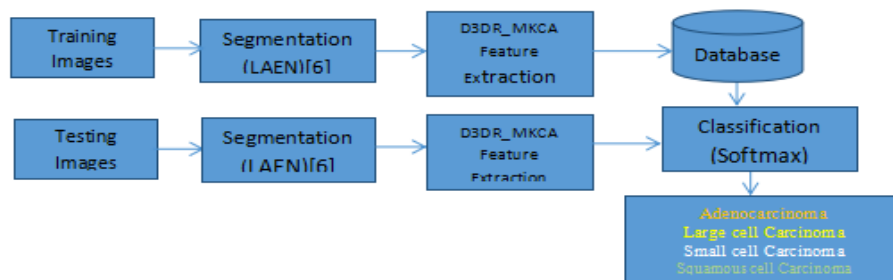 Training
Images
Segmentation
(LAEN)[6]
D3DR_MKCA
Feature
Extraction
Database
Testing
Images
Segmentation
(LAEN)[6]
D3DR_MKCA
Feature
Extraction
Classification
(Softmax)
Adenocarcinoma
Large cell Carcinoma
Small cell Carcinoma
Squamous cell Carcinoma